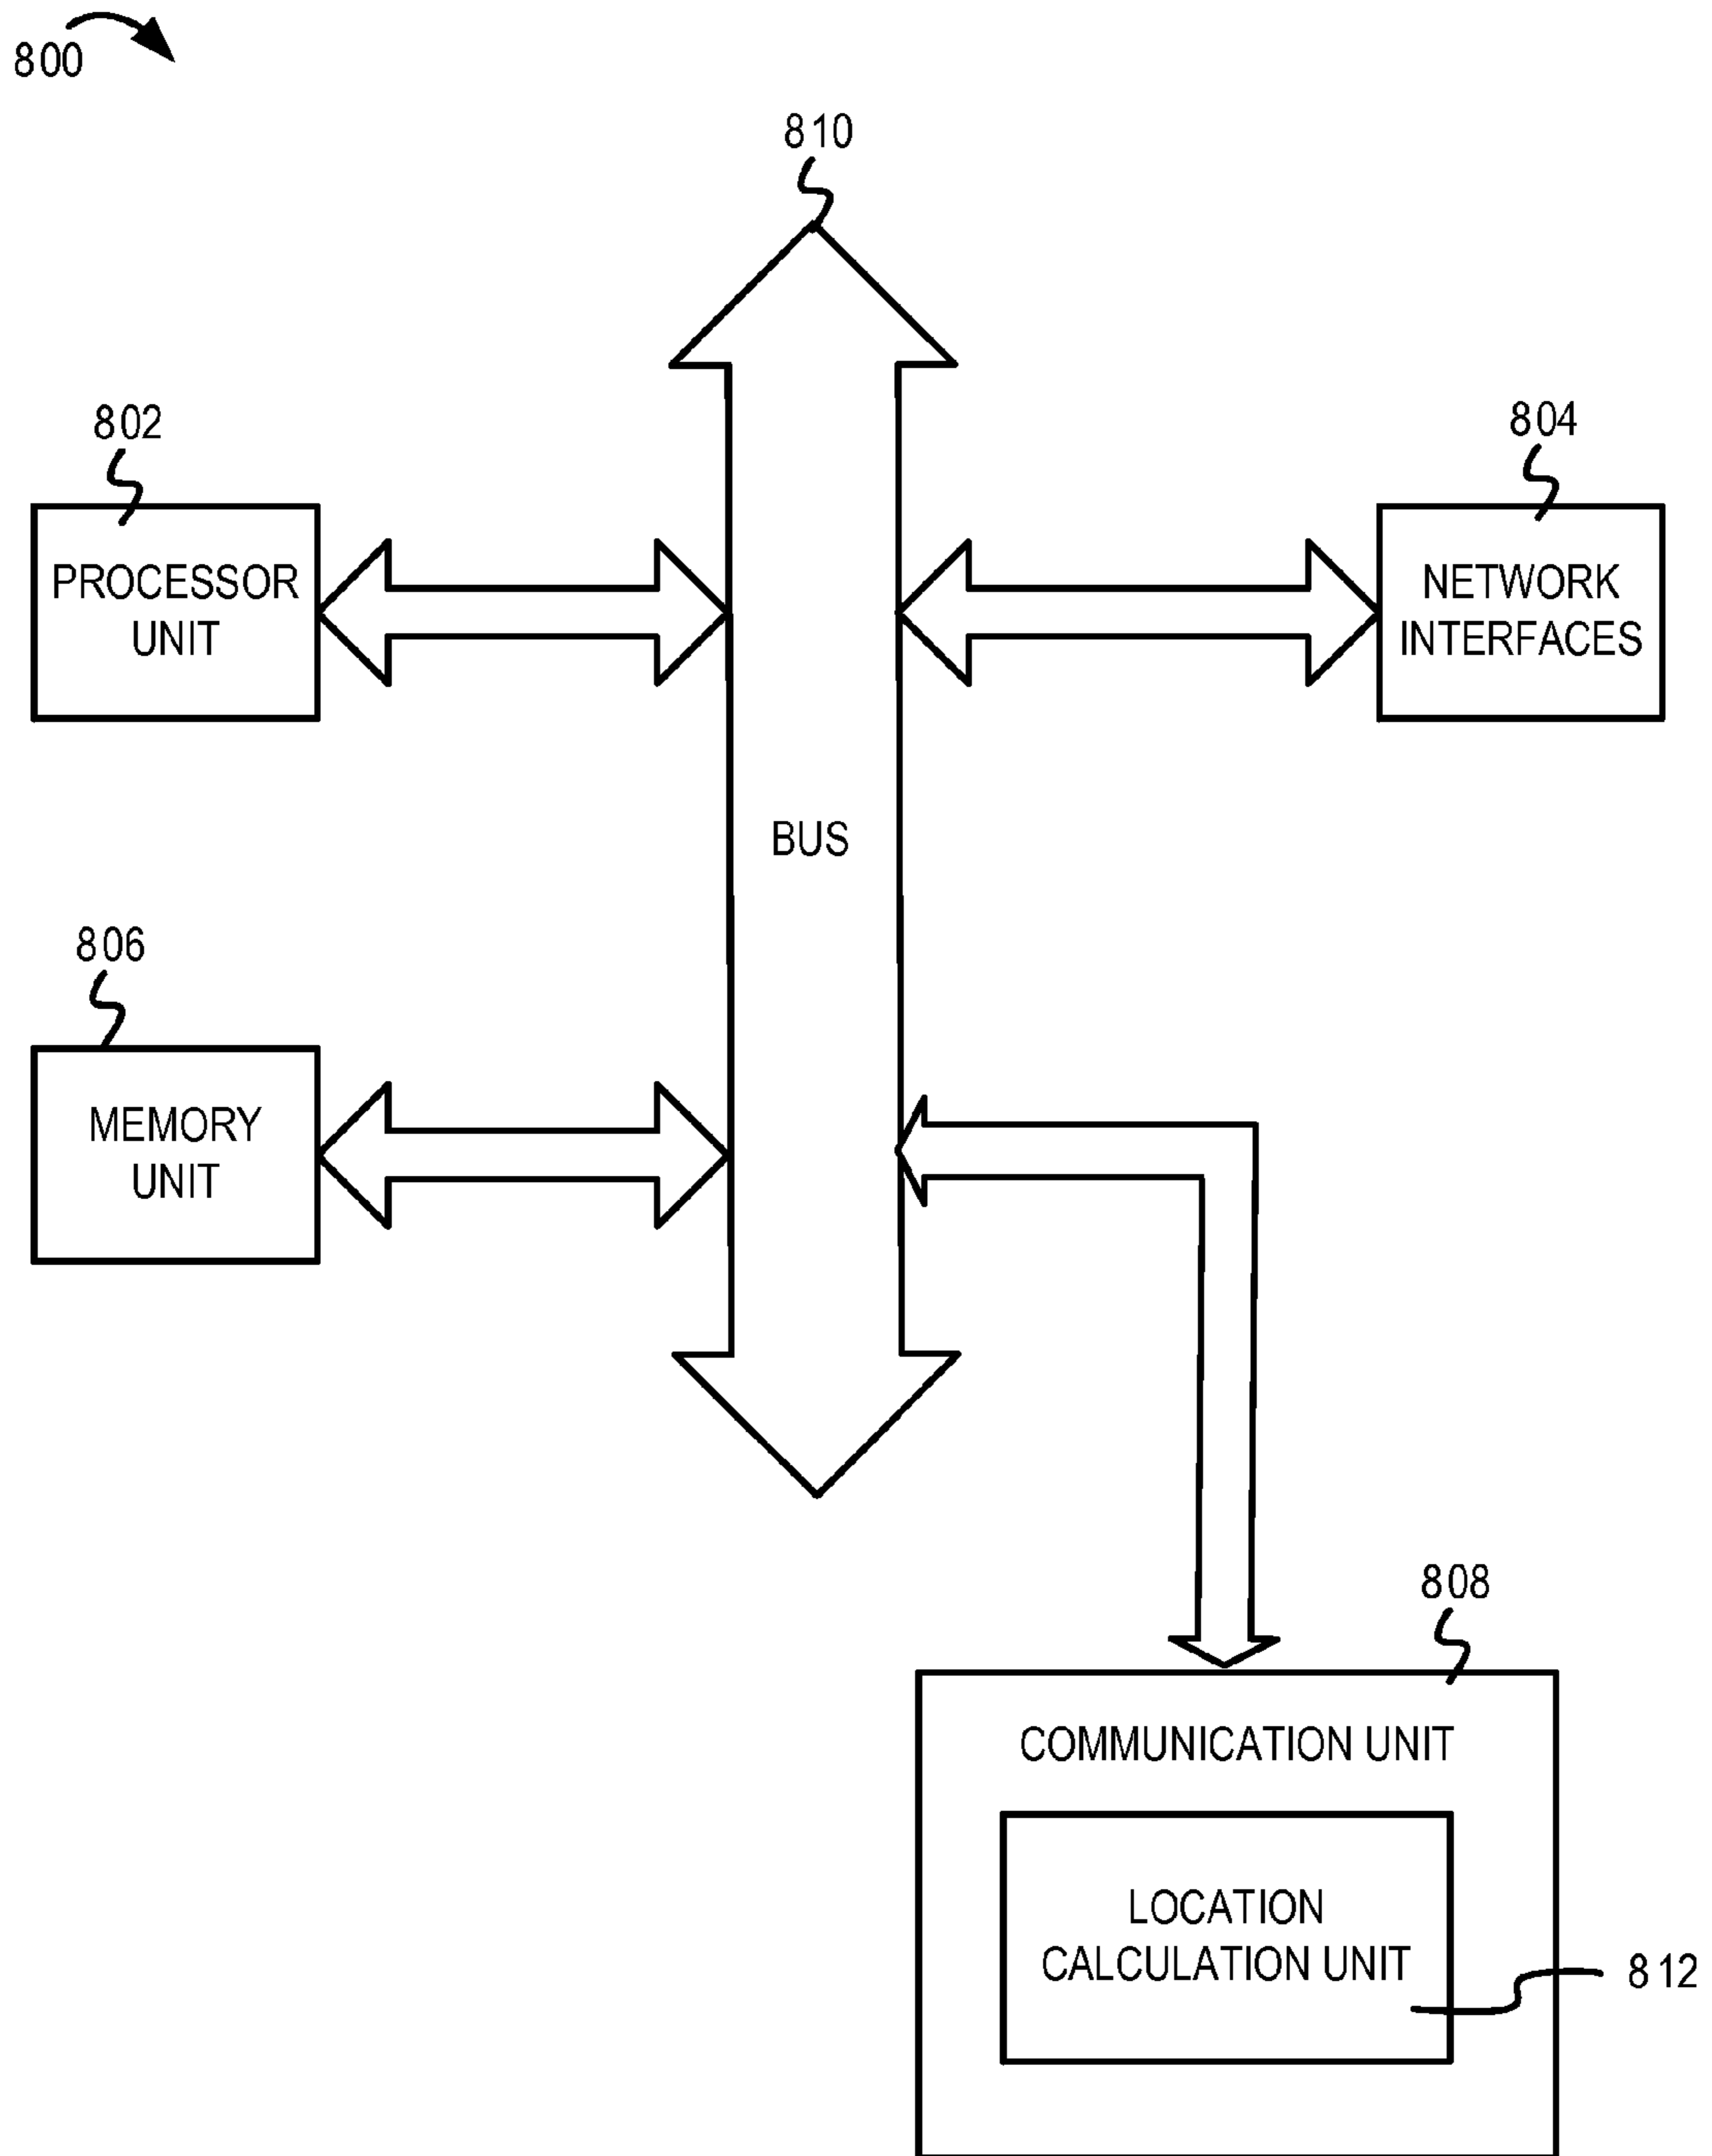 800
810
802
804
PROCESSOR
UNIT
NETWORK
INTERFACES
BUS
806
MEMORY
UNIT
808
COMMUNICATION UNIT
LOCATION
CALCULATION UNIT
812